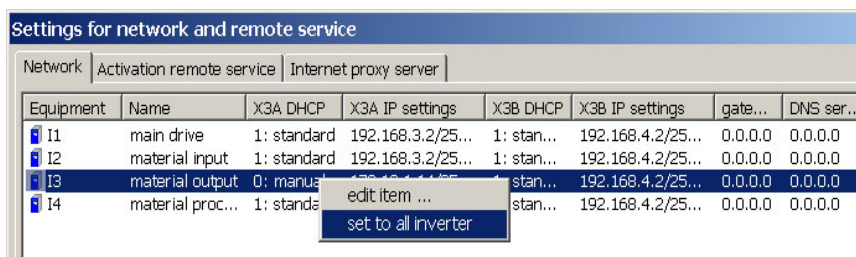 Settings for network and remote service
Network Activation remote service Internet proxy server
Equipment Name X3A DHCP X3A IP settings X3B DHCP X3B IP settings gate... DNS ser...
I1 main drive 1: standard 192.168.3.2/25... 1: stan... 192.168.4.2/25... 0.0.0.0 0.0.0.0
I2 material input 1: standard 192.168.3.2/25... 1: stan... 192.168.4.2/25... 0.0.0.0 0.0.0.0
I3 material output 0: manual stan... 192.168.4.2/25... 0.0.0.0 0.0.0.0
edit item ...
I4 material proc... 1: standa stan... 192.168.4.2/25... 0.0.0.0 0.0.0.0
set to all inverter